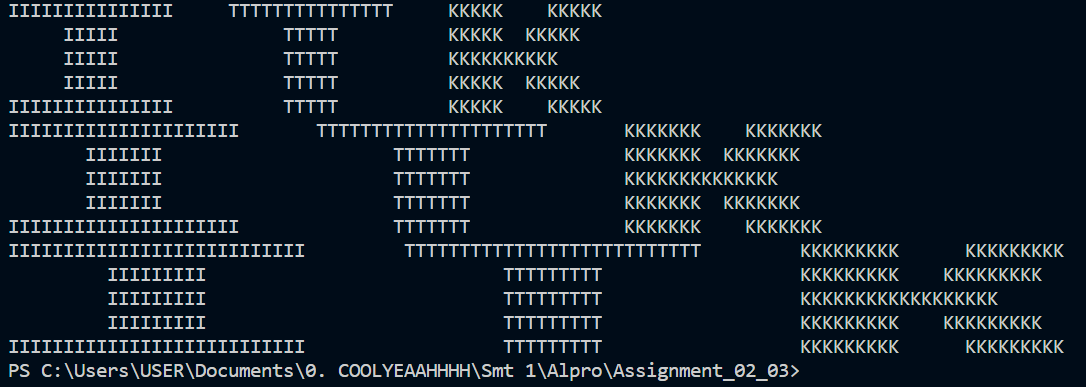 IIIIIIIIIIIIIII     TTTTTTTTTTTTTTT     KKKKK    KKKKK
     IIIII               TTTTT          KKKKK  KKKKK
     IIIII               TTTTT          KKKKKKKKKK
     IIIII               TTTTT          KKKKK  KKKKK
IIIIIIIIIIIIIII          TTTTT          KKKKK    KKKKK
IIIIIIIIIIIIIIIIIIIII       TTTTTTTTTTTTTTTTTTTTT       KKKKKKK    KKKKKKK
       IIIIIII                     TTTTTTT              KKKKKKK  KKKKKKK
       IIIIIII                     TTTTTTT              KKKKKKKKKKKKKK
       IIIIIII                     TTTTTTT              KKKKKKK  KKKKKKK
IIIIIIIIIIIIIIIIIIIII              TTTTTTT              KKKKKKK    KKKKKKK
IIIIIIIIIIIIIIIIIIIIIIIIIII         TTTTTTTTTTTTTTTTTTTTTTTTTTT         KKKKKKKKK      KKKKKKKKK
         IIIIIIIII                           TTTTTTTTT                  KKKKKKKKK    KKKKKKKKK
         IIIIIIIII                           TTTTTTTTT                  KKKKKKKKKKKKKKKKKK
         IIIIIIIII                           TTTTTTTTT                  KKKKKKKKK    KKKKKKKKK
IIIIIIIIIIIIIIIIIIIIIIIIIII                  TTTTTTTTT                  KKKKKKKKK      KKKKKKKKK
PS C:\Users\USER\Documents\0. COOLYEAAHHHH\Smt 1\Alpro\Assignment_02_03>